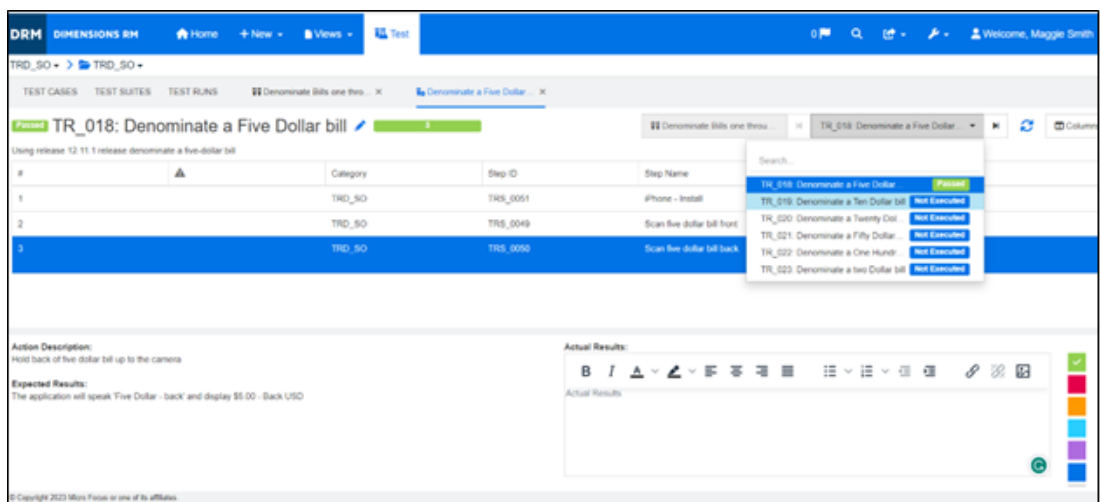 DRM DIMENSIONS RM Home + New Views Test 0 Welcome, Maggie Smith
TRD_SO > TRD_SO
TEST CASES TEST SUITES TEST RUNS Denominate Bills one thro... × Denominate a Five Dollar ... ×
Passed TR_018: Denominate a Five Dollar bill 3 Denominate Bills one throu... TR_018: Denominate a Five Dollar ... Columns
Using release 12.11.1 release denominate a five-dollar bill
# Category Step ID Step Name
1 TRD_SO TRS_0051 iPhone - Install
2 TRD_SO TRS_0049 Scan five dollar bill front
3 TRD_SO TRS_0050 Scan five dollar bill back
Search...
TR_018: Denominate a Five Dollar... Passed
TR_019: Denominate a Ten Dollar bill Not Executed
TR_020: Denominate a Twenty Dol... Not Executed
TR_021: Denominate a Fifty Dollar... Not Executed
TR_022: Denominate a One Hundr... Not Executed
TR_023: Denominate a two Dollar bill Not Executed
Action Description:
Hold back of five dollar bill up to the camera
Expected Results:
The application will speak 'Five Dollar - back' and display $5.00 - Back USD
Actual Results:
B I A
Actual Results
© Copyright 2023 Micro Focus or one of its affiliates.